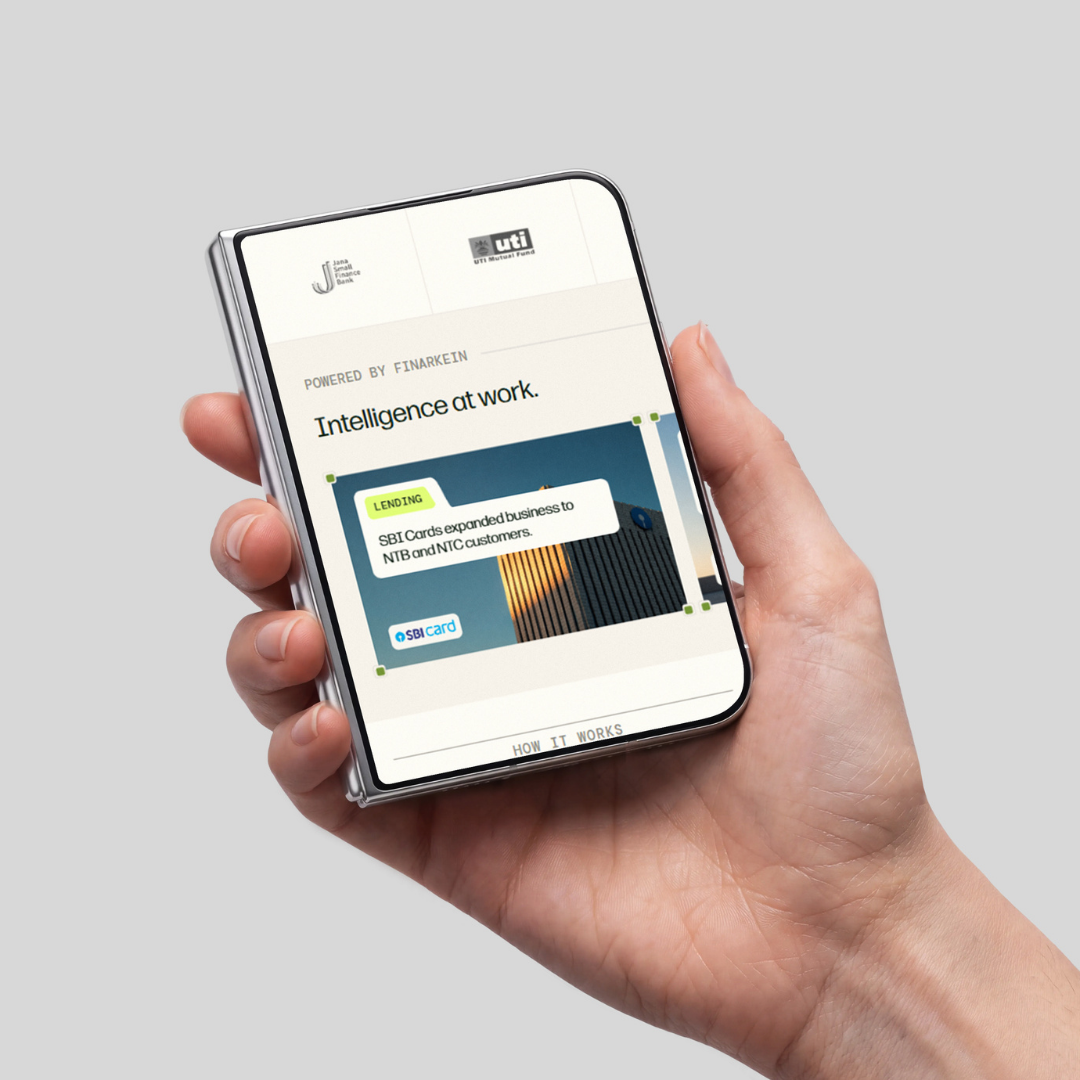 Jana
Small
Finance
Bank
uti
UTI Mutual Fund
POWERED BY FINARKEIN
Intelligence at work.
LENDING
SBI Cards expanded business to
NTB and NTC customers.
SBI card
HOW IT WORKS